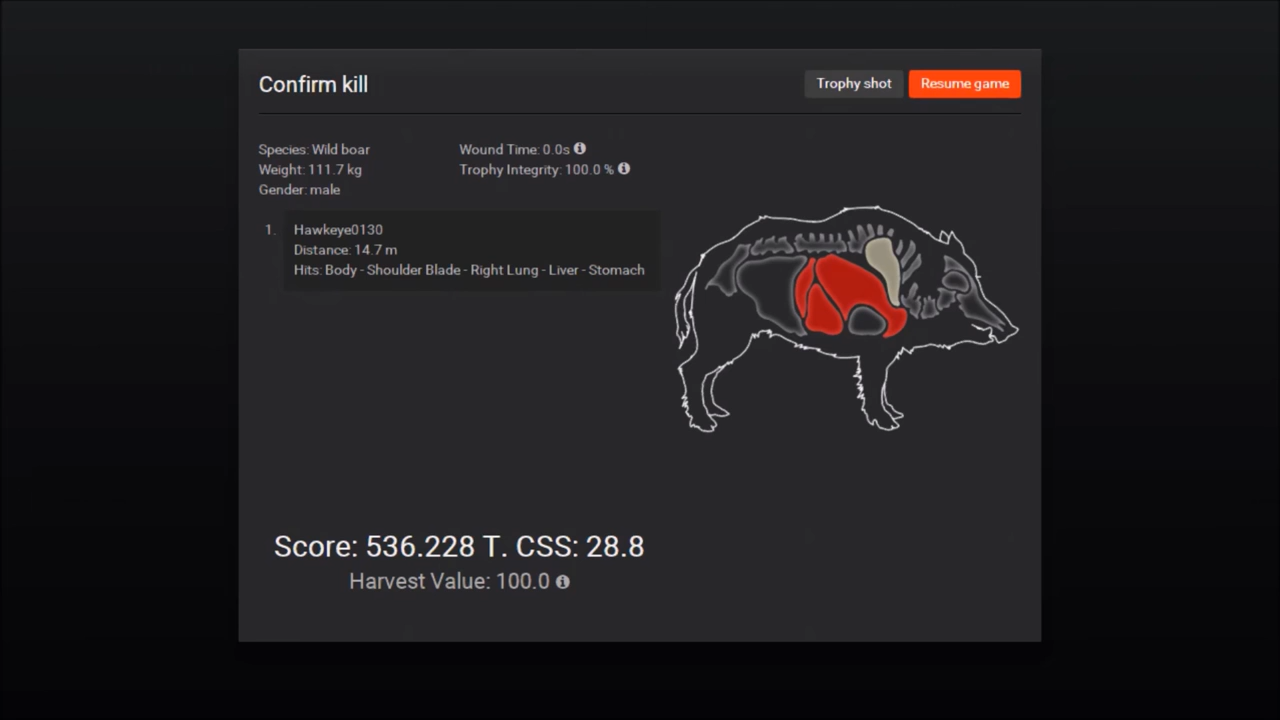 Confirm kill
Trophy shot
Resume game
Species: Wild boar
Weight: 111.7 kg
Gender: male
Wound Time: 0.0s
Trophy Integrity: 100.0 %
1.
Hawkeye0130
Distance: 14.7 m
Hits: Body - Shoulder Blade - Right Lung - Liver - Stomach
Score: 536.228 T. CSS: 28.8
Harvest Value: 100.0